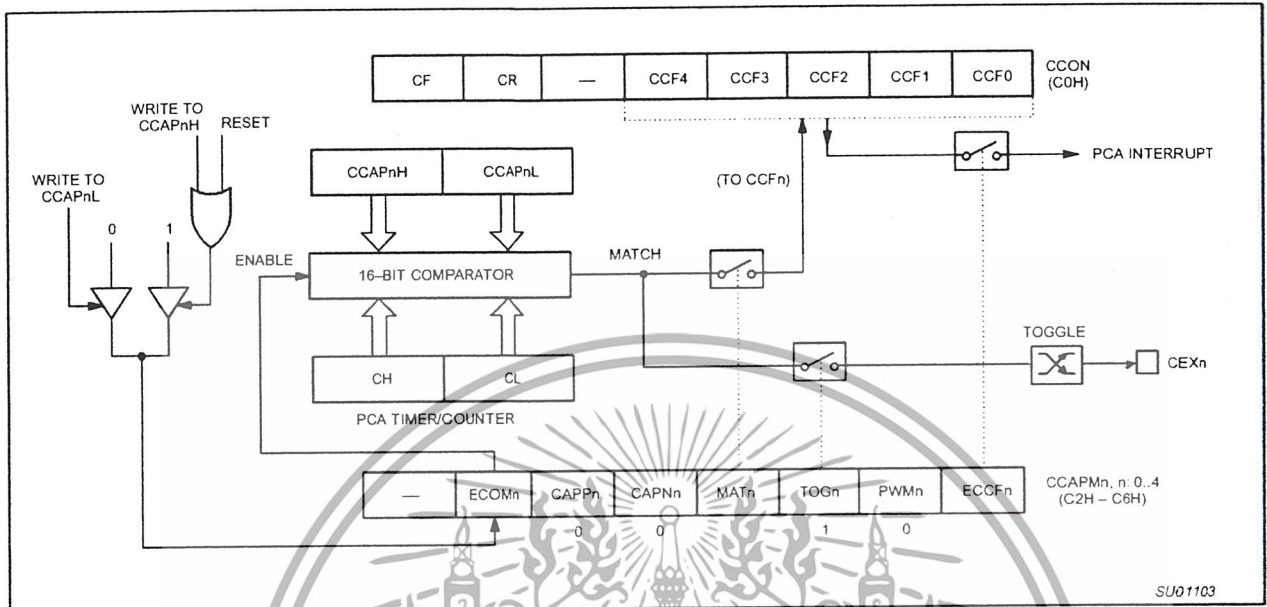 CF CR — CCF4 CCF3 CCF2 CCF1 CCF0
CCON
(C0H)
WRITE TO
CCAPnH
RESET
WRITE TO
CCAPnL
0 1
CCAPnH CCAPnL
(TO CCFn)
PCA INTERRUPT
ENABLE
16–BIT COMPARATOR
MATCH
TOGGLE
CEXn
CH CL
PCA TIMER/COUNTER
— ECOMn CAPPn CAPNn MATn TOGn PWMn ECCFn
CCAPMn, n: 0..4
(C2H – C6H)
0 0 1 0
SU01103